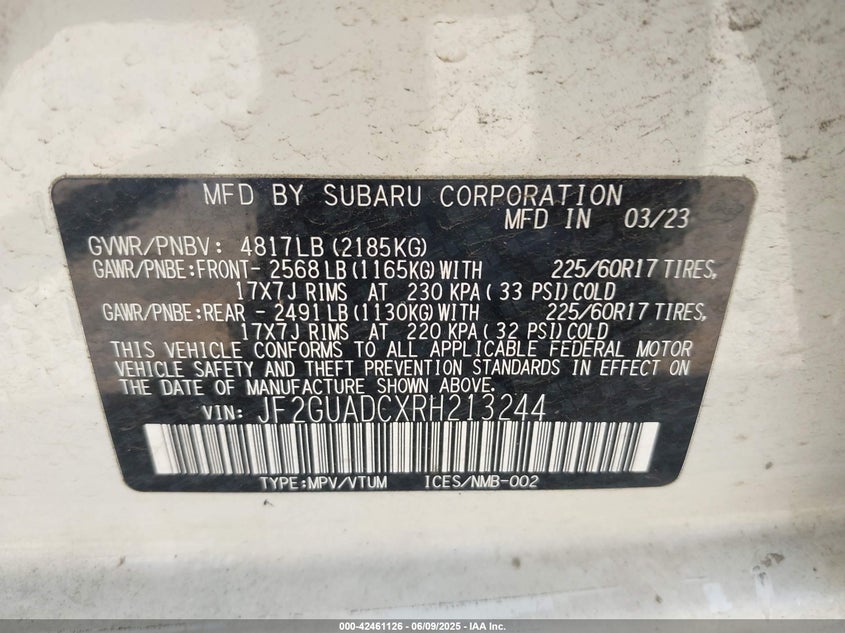 MFD BY SUBARU CORPORATION
MFD IN 03/23
GVWR/PNBV: 4817LB(2185KG)
GAWR/PNBE:FRONT- 2568LB(1165KG)WITH 225/60R17 TIRES,
17X7J RIMS AT 230 KPA( 33 PSI)COLD
GAWR/PNBE:REAR - 2491LB(1130KG)WITH 225/60R17 TIRES,
17X7J RIMS AT 220 KPA( 32 PSI)COLD
THIS VEHICLE CONFORMS TO ALL APPLICABLE FEDERAL MOTOR
VEHICLE SAFETY AND THEFT PREVENTION STANDARDS IN EFFECT ON
THE DATE OF MANUFACTURE SHOWN ABOVE.
VIN: JF2GUADCXRH213244
TYPE:MPV/VTUM ICES/NMB-002
000-42461126 - 06/09/2025 - IAA Inc.